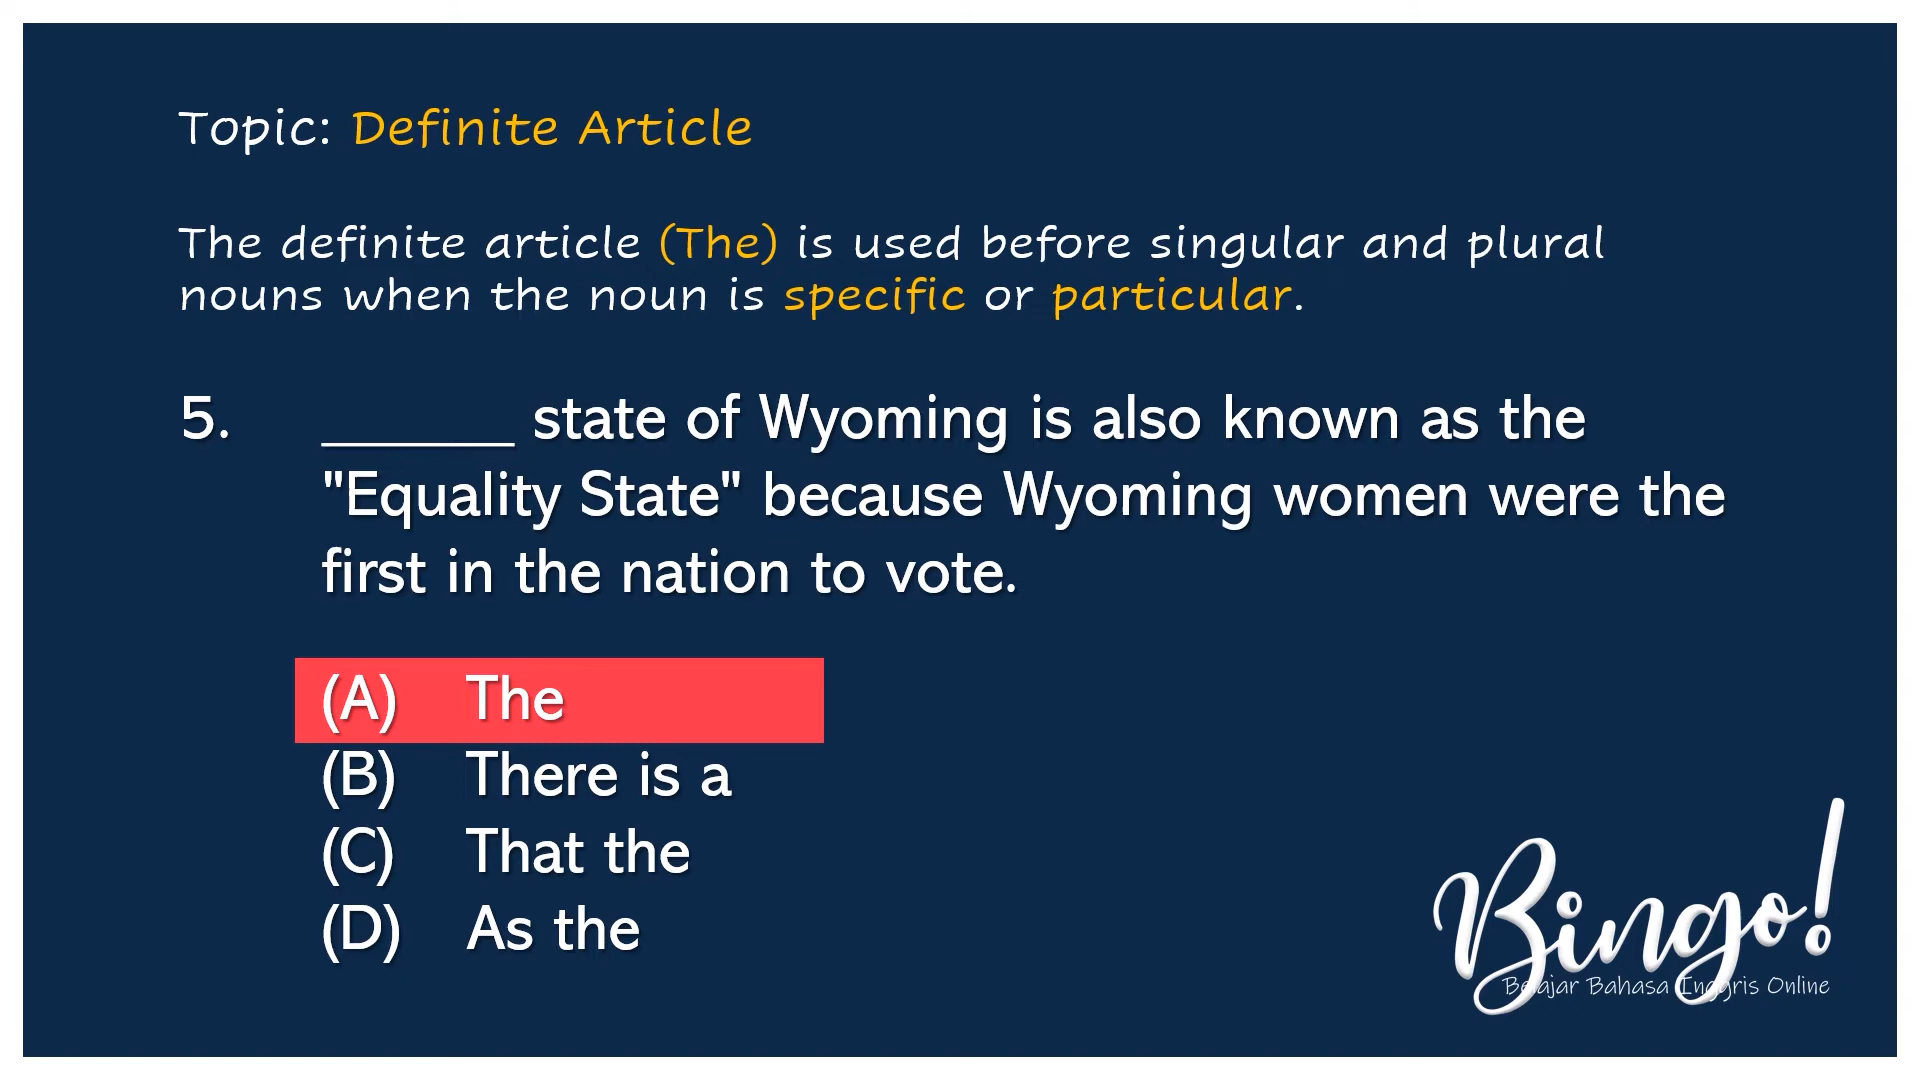 Topic: Definite Article
The definite article (The) is used before singular and plural
nouns when the noun is specific or particular.
5. ______ state of Wyoming is also known as the
"Equality State" because Wyoming women were the
first in the nation to vote.
(A) The
(B) There is a
(C) That the
(D) As the
Bingo!
Belajar Bahasa Inggris Online